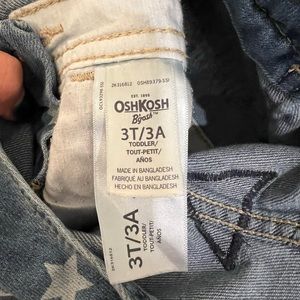 EST. 1895
OSHKOSH
B'gosh™
3T/3A
TODDLER/
TOUT-PETIT/
AÑOS
MADE IN BANGLADESH
FABRIQUÉ AU BANGLADESH
HECHO EN BANGLADESH
3T/3A
TODDLER/
TOUT-PETIT/
AÑOS